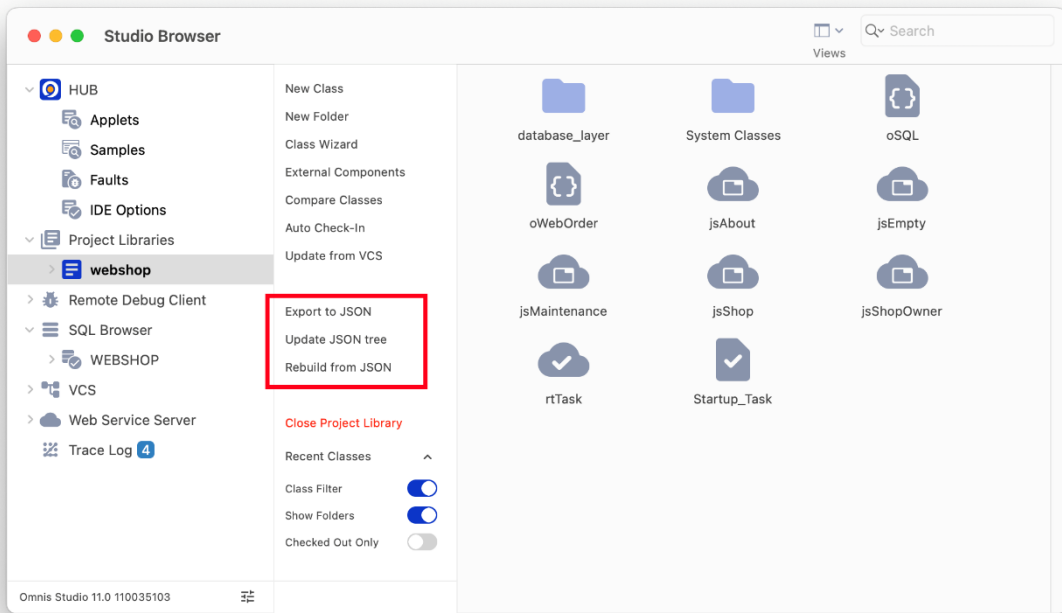 Studio Browser
Views
Search
HUB
Applets
Samples
Faults
IDE Options
Project Libraries
webshop
Remote Debug Client
SQL Browser
WEBSHOP
VCS
Web Service Server
Trace Log 4
Omnis Studio 11.0 110035103
New Class
New Folder
Class Wizard
External Components
Compare Classes
Auto Check-In
Update from VCS
Export to JSON
Update JSON tree
Rebuild from JSON
Close Project Library
Recent Classes
Class Filter
Show Folders
Checked Out Only
database_layer
System Classes
oSQL
oWebOrder
jsAbout
jsEmpty
jsMaintenance
jsShop
jsShopOwner
rtTask
Startup_Task